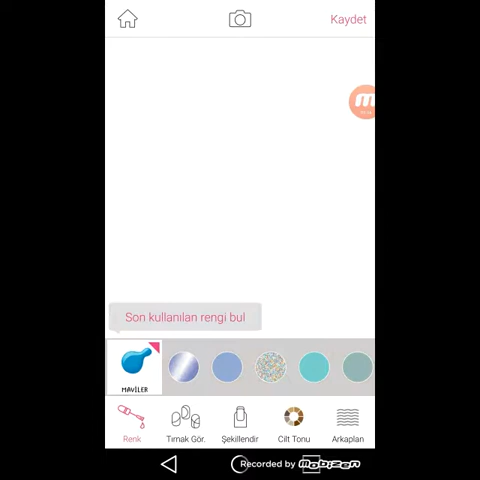 Kaydet
Son kullanılan rengi bul
MAVİLER
Renk
Tırnak Gör.
Şekillendir
Cilt Tonu
Arkaplan
Recorded by Mobizen